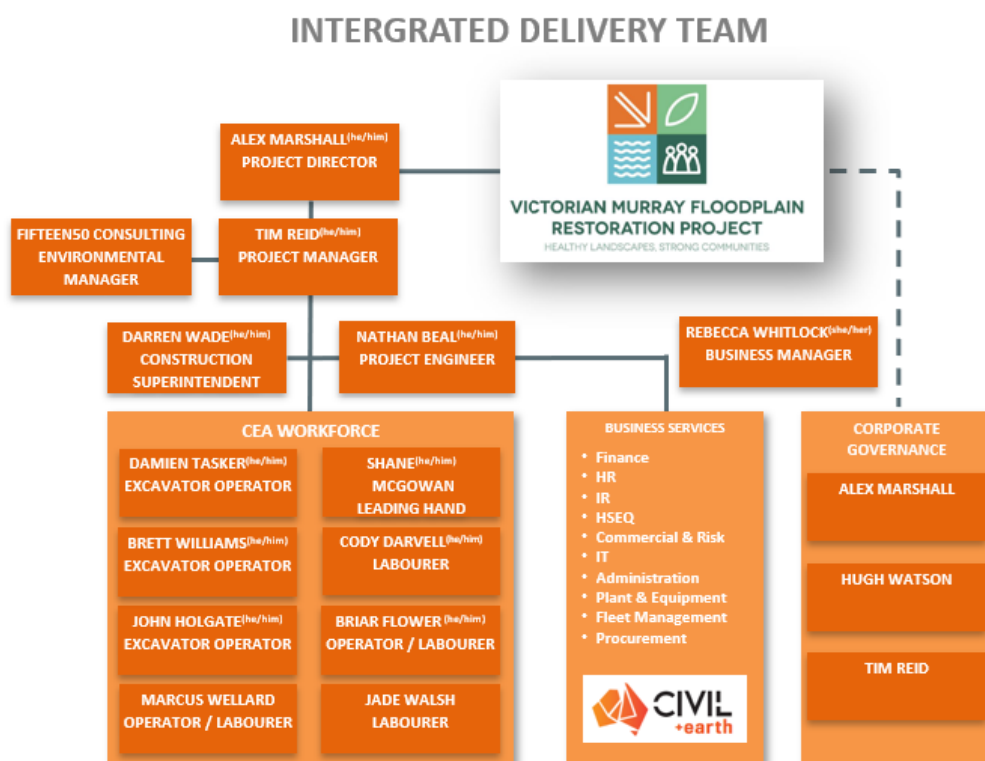 INTERGRATED DELIVERY TEAM
VICTORIAN MURRAY FLOODPLAIN
RESTORATION PROJECT
HEALTHY LANDSCAPES, STRONG COMMUNITIES
ALEX MARSHALL(he/him)
PROJECT DIRECTOR
FIFTEEN50 CONSULTING
ENVIRONMENTAL
MANAGER
TIM REID(he/him)
PROJECT MANAGER
DARREN WADE(he/him)
CONSTRUCTION
SUPERINTENDENT
NATHAN BEAL(he/him)
PROJECT ENGINEER
REBECCA WHITLOCK(she/her)
BUSINESS MANAGER
CEA WORKFORCE
DAMIEN TASKER(he/him)
EXCAVATOR OPERATOR
SHANE(he/him)
MCGOWAN
LEADING HAND
BRETT WILLIAMS(he/him)
EXCAVATOR OPERATOR
CODY DARVELL(he/him)
LABOURER
JOHN HOLGATE(he/him)
EXCAVATOR OPERATOR
BRIAR FLOWER (he/him)
OPERATOR / LABOURER
MARCUS WELLARD
OPERATOR / LABOURER
JADE WALSH
LABOURER
BUSINESS SERVICES
• Finance
• HR
• IR
• HSEQ
• Commercial & Risk
• IT
• Administration
• Plant & Equipment
• Fleet Management
• Procurement
CIVIL
+earth
CORPORATE
GOVERNANCE
ALEX MARSHALL
HUGH WATSON
TIM REID